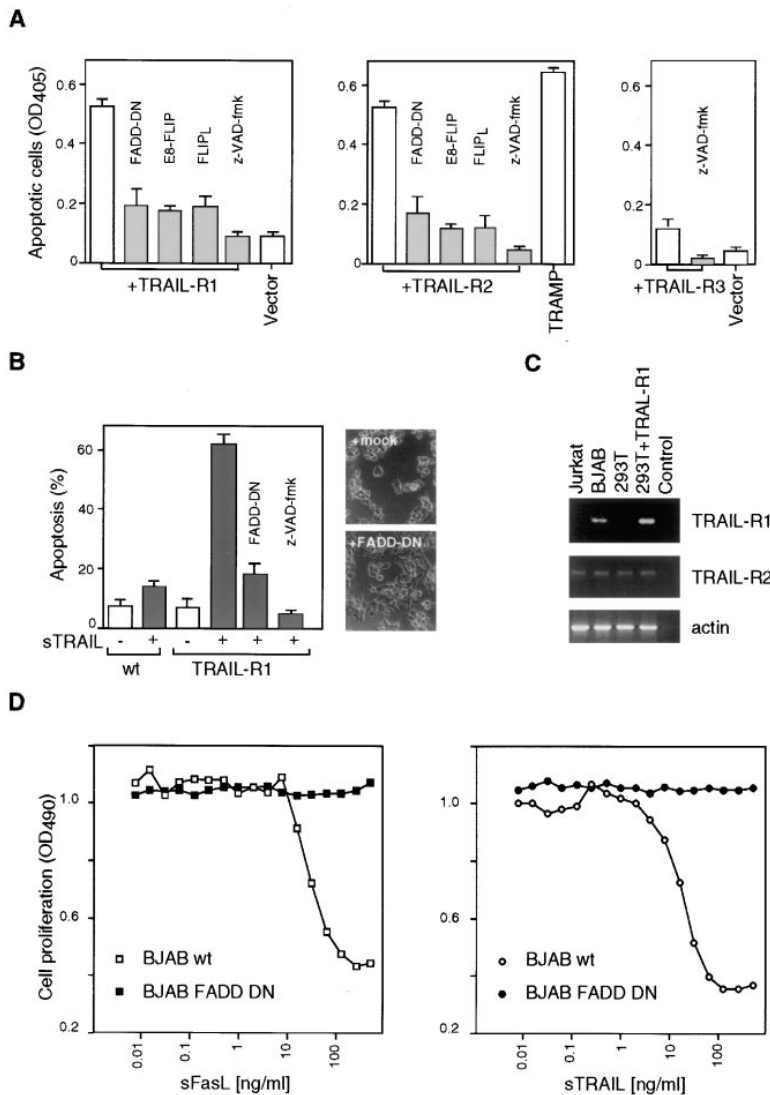 A
Apoptotic cells (OD405)
0.6
0.4
0.2
0
FADD-DN
E8-FLIP
FLIPL
z-VAD-fmk
+TRAIL-R1
Vector
0.6
0.4
0.2
0
FADD-DN
E8-FLIP
FLIPL
z-VAD-fmk
+TRAIL-R2
TRAMP
0.6
0.4
0.2
0
z-VAD-fmk
+TRAIL-R3
Vector
B
Apoptosis (%)
60
40
20
0
FADD-DN
z-VAD-fmk
sTRAIL - + - + + +
wt
TRAIL-R1
+mock
+FADD-DN
C
Jurkat
BJAB
293T
293T+TRAL-R1
Control
TRAIL-R1
TRAIL-R2
actin
D
Cell proliferation (OD490)
1.0
0.6
0.2
BJAB wt
BJAB FADD DN
0.01 0.1 1 10 100
sFasL [ng/ml]
1.0
0.6
0.2
BJAB wt
BJAB FADD DN
0.01 0.1 1 10 100
sTRAIL [ng/ml]